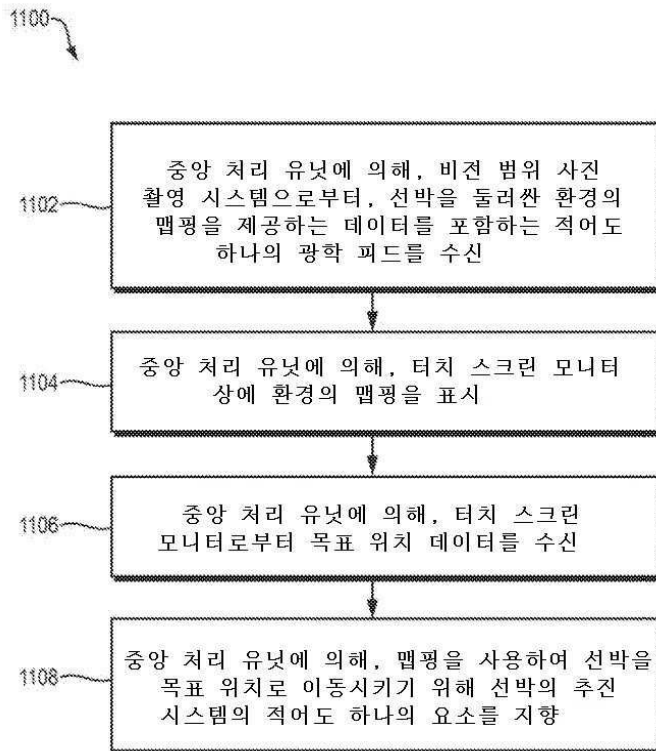 1100
1102
중앙 처리 유닛에 의해, 비전 범위 사진
촬영 시스템으로부터, 선박을 둘러싼 환경의
맵핑을 제공하는 데이터를 포함하는 적어도
하나의 광학 피드를 수신
1104
중앙 처리 유닛에 의해, 터치 스크린 모니터
상에 환경의 맵핑을 표시
1106
중앙 처리 유닛에 의해, 터치 스크린
모니터로부터 목표 위치 데이터를 수신
1108
중앙 처리 유닛에 의해, 맵핑을 사용하여 선박을
목표 위치로 이동시키기 위해 선박의 추진
시스템의 적어도 하나의 요소를 지향